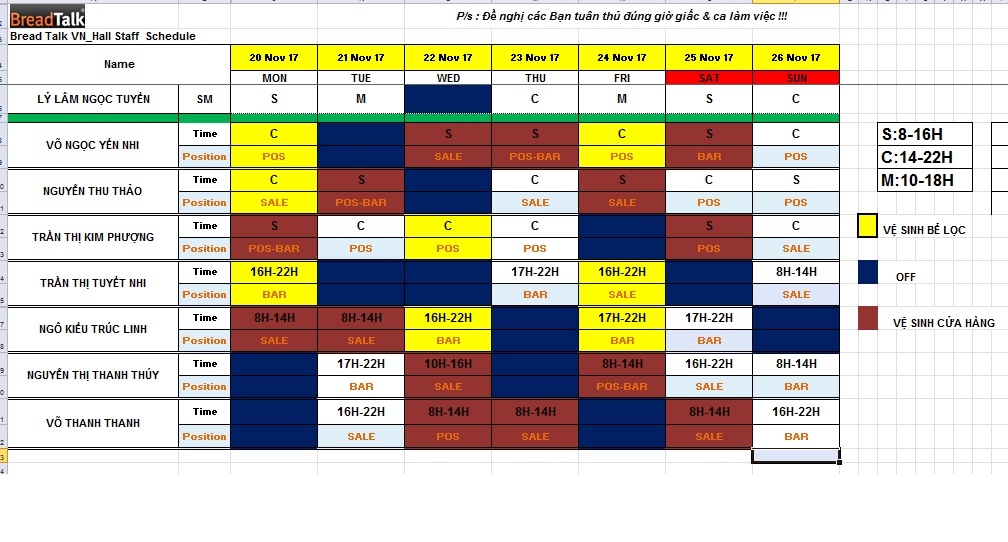 BreadTalk
P/s : Đề nghị các Bạn tuân thủ đúng giờ giấc & ca làm việc !!!
Bread Talk VN_Hall Staff Schedule
Name 20 Nov 17 21 Nov 17 22 Nov 17 23 Nov 17 24 Nov 17 25 Nov 17 26 Nov 17
MON TUE WED THU FRI SAT SUN
LÝ LÂM NGỌC TUYỀN SM S M C M S C
VÕ NGỌC YẾN NHI
Time C S S C S C
Position POS SALE POS-BAR POS BAR POS
NGUYỄN THU THẢO
Time C S C S C S
Position SALE POS-BAR SALE SALE POS POS
TRẦN THỊ KIM PHƯỢNG
Time S C C C S C
Position POS-BAR POS POS POS POS SALE
TRẦN THỊ TUYẾT NHI
Time 16H-22H 17H-22H 16H-22H 8H-14H
Position BAR BAR SALE SALE
NGÔ KIỀU TRÚC LINH
Time 8H-14H 8H-14H 16H-22H 17H-22H 17H-22H
Position SALE SALE BAR BAR BAR
NGUYỄN THỊ THANH THÚY
Time 17H-22H 10H-16H 8H-14H 16H-22H 8H-14H
Position BAR SALE POS-BAR SALE BAR
VÕ THANH THANH
Time 16H-22H 8H-14H 8H-14H 8H-14H 16H-22H
Position SALE POS SALE SALE BAR
S:8-16H
C:14-22H
M:10-18H
VỆ SINH BỂ LỌC
OFF
VỆ SINH CỬA HÀNG